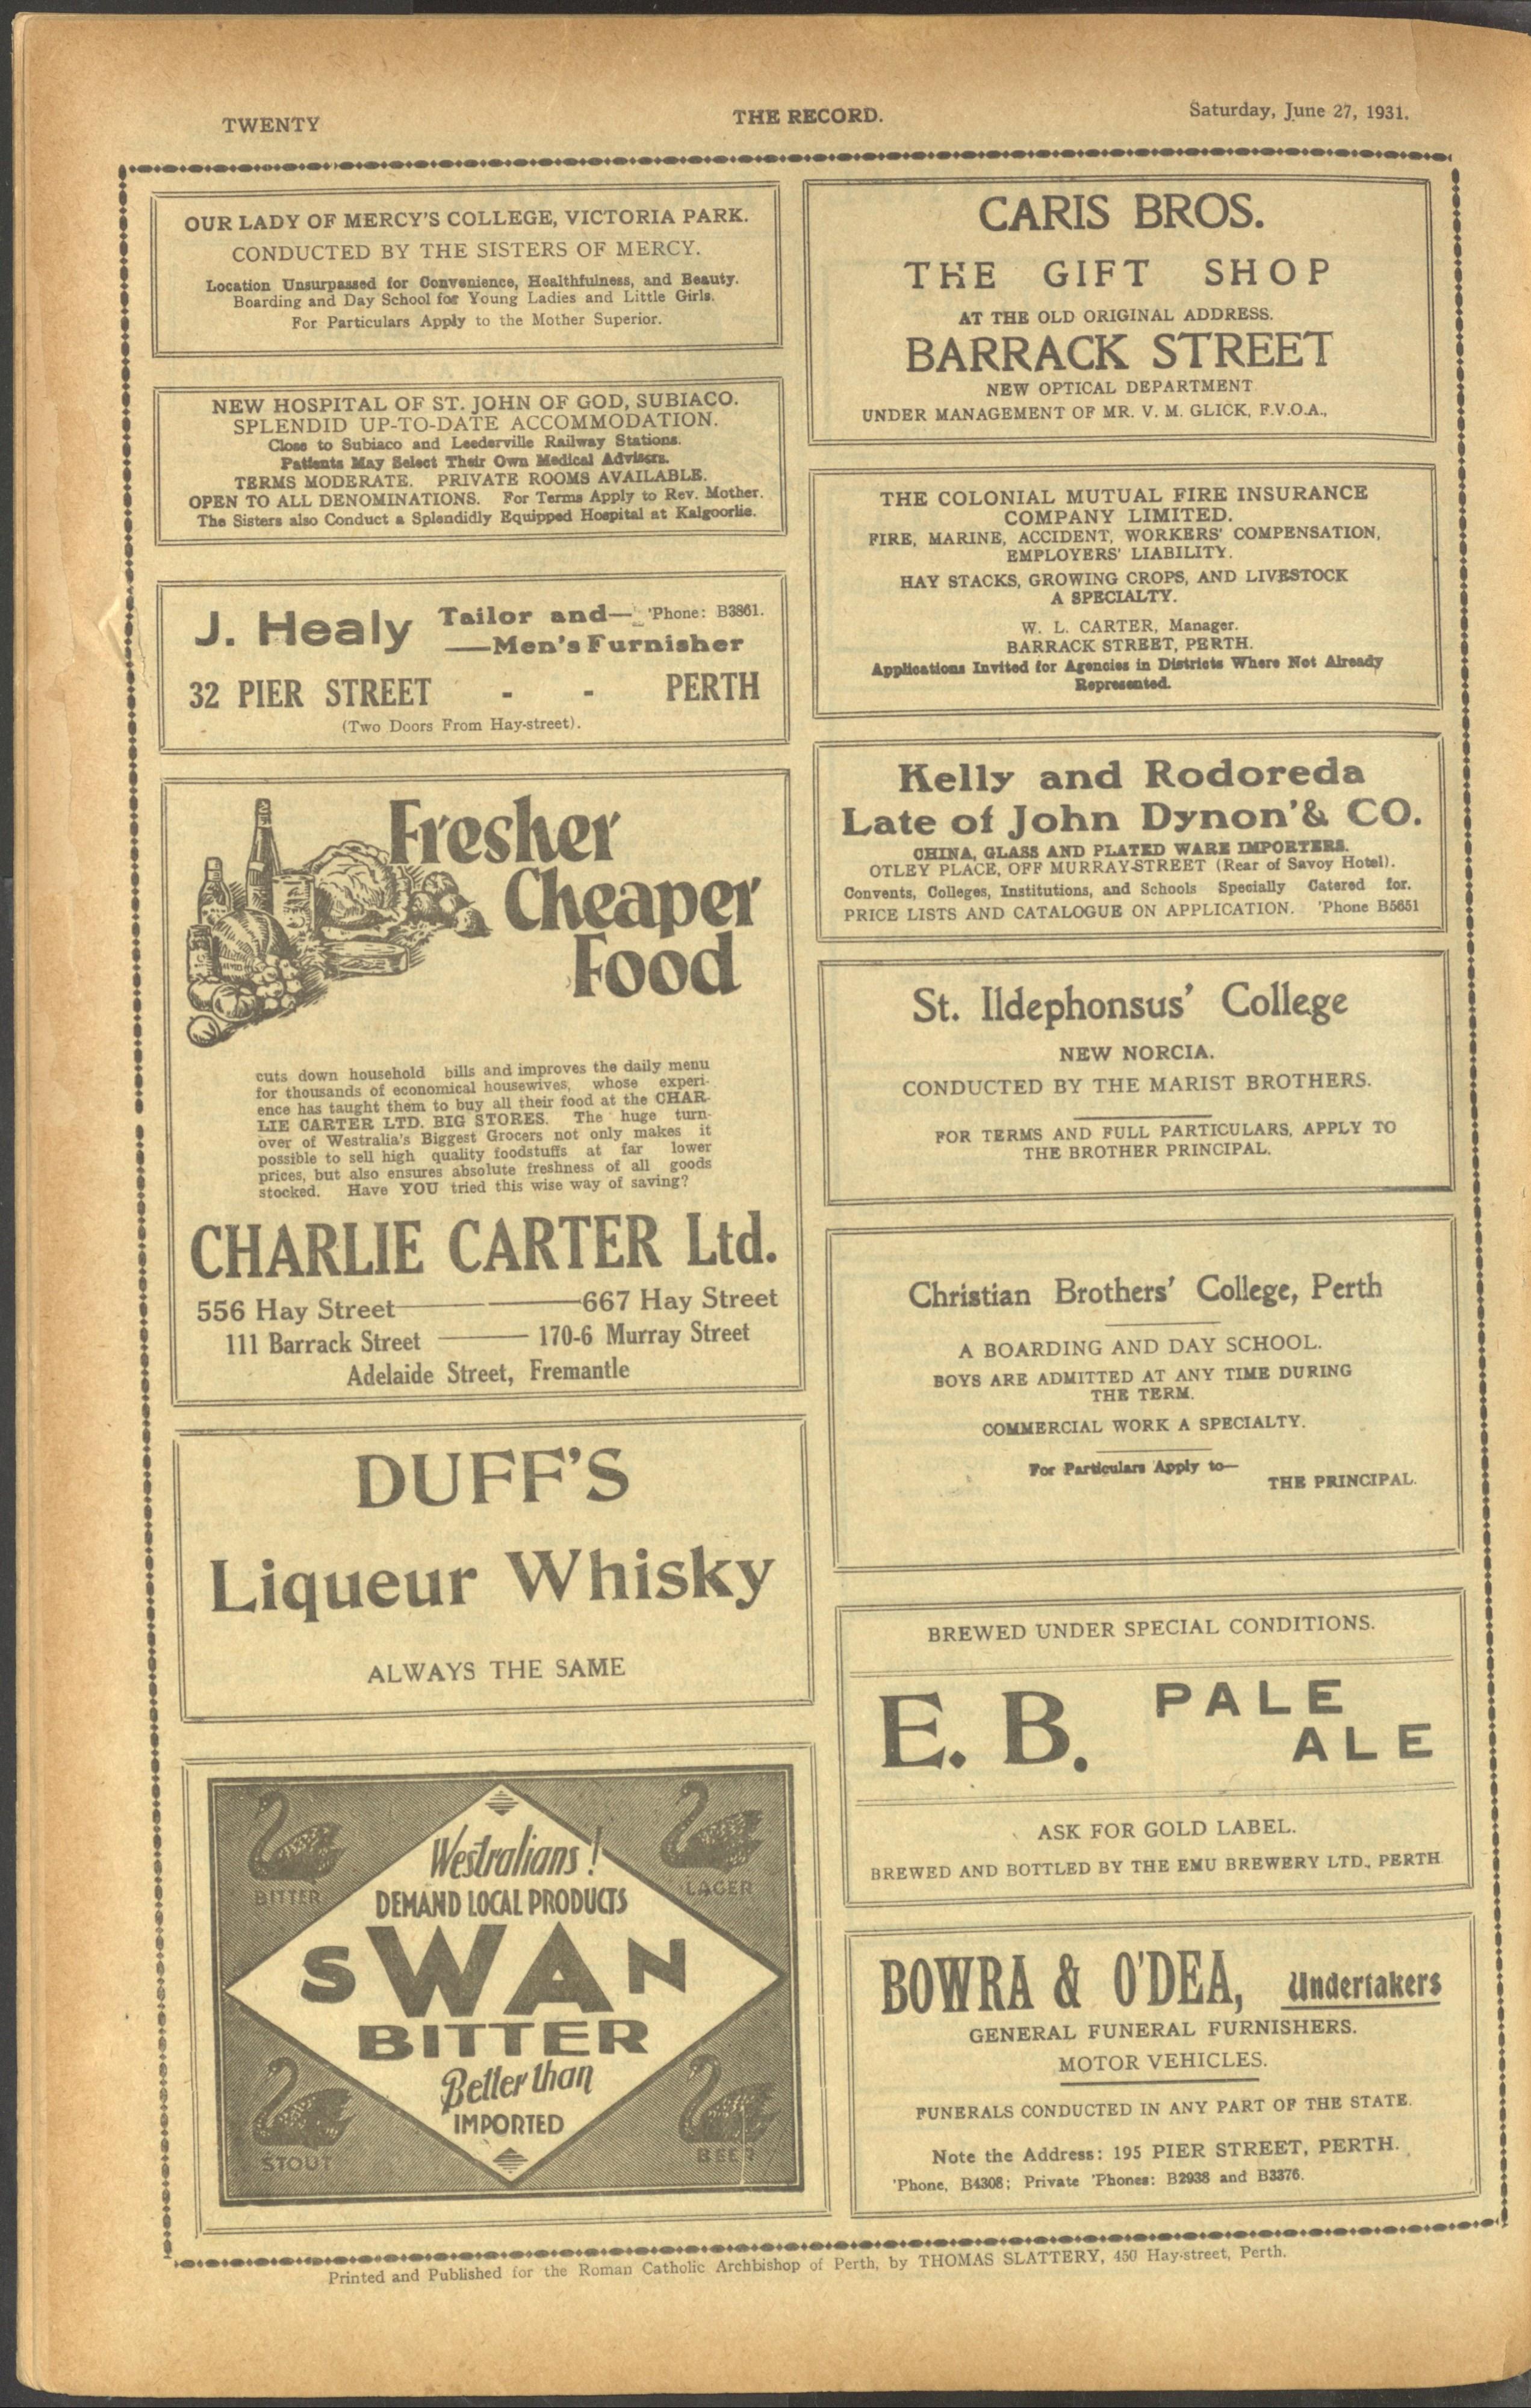 TWENTY
THE RECORD.
Saturday, June 27, 1931.
OUR LADY OF MERCY'S COLLEGE, VICTORIA PARK.
CONDUCTED BY THE SISTERS OF MERCY.
Location Unsurpassed for Convenience, Healthfulness, and Beauty.
Boarding and Day School for Young Ladies and Little Girls.
For Particulars Apply to the Mother Superior.
NEW HOSPITAL OF ST. JOHN OF GOD, SUBIACO.
SPLENDID UP-TO-DATE ACCOMMODATION.
Close to Subiaco and Leederville Railway Stations.
Patients May Select Their Own Medical Advisers.
TERMS MODERATE. PRIVATE ROOMS AVAILABLE.
OPEN TO ALL DENOMINATIONS. For Terms Apply to Rev. Mother.
The Sisters also Conduct a Splendidly Equipped Hospital at Kalgoorlie.
J. Healy Tailor and— 'Phone: B3861.
—Men's Furnisher
32 PIER STREET - - PERTH
(Two Doors From Hay-street).
Fresher
Cheaper
Food
cuts down household bills and improves the daily menu
for thousands of economical housewives, whose experi-
ence has taught them to buy all their food at the CHAR-
LIE CARTER LTD. BIG STORES. The huge turn-
over of Westralia's Biggest Grocers not only makes it
possible to sell high quality foodstuffs at far lower
prices, but also ensures absolute freshness of all goods
stocked. Have YOU tried this wise way of saving?
CHARLIE CARTER Ltd.
556 Hay Street——667 Hay Street
111 Barrack Street —— 170-6 Murray Street
Adelaide Street, Fremantle
DUFF'S
Liqueur Whisky
ALWAYS THE SAME
BITTER
LAGER
Westralians!
DEMAND LOCAL PRODUCTS
SWAN
BITTER
Better than
IMPORTED
STOUT
BEER
CARIS BROS.
THE GIFT SHOP
AT THE OLD ORIGINAL ADDRESS.
BARRACK STREET
NEW OPTICAL DEPARTMENT
UNDER MANAGEMENT OF MR. V. M. GLICK, F.V.O.A.,
THE COLONIAL MUTUAL FIRE INSURANCE
COMPANY LIMITED.
FIRE, MARINE, ACCIDENT, WORKERS' COMPENSATION,
EMPLOYERS' LIABILITY.
HAY STACKS, GROWING CROPS, AND LIVESTOCK
A SPECIALTY.
W. L. CARTER, Manager.
BARRACK STREET, PERTH.
Applications Invited for Agencies in Districts Where Not Already
Represented.
Kelly and Rodoreda
Late of John Dynon'& CO.
CHINA, GLASS AND PLATED WARE IMPORTERS.
OTLEY PLACE, OFF MURRAY-STREET (Rear of Savoy Hotel).
Convents, Colleges, Institutions, and Schools Specially Catered for.
PRICE LISTS AND CATALOGUE ON APPLICATION. 'Phone B5651
St. Ildephonsus' College
NEW NORCIA.
CONDUCTED BY THE MARIST BROTHERS.
FOR TERMS AND FULL PARTICULARS, APPLY TO
THE BROTHER PRINCIPAL.
Christian Brothers' College, Perth
A BOARDING AND DAY SCHOOL.
BOYS ARE ADMITTED AT ANY TIME DURING
THE TERM.
COMMERCIAL WORK A SPECIALTY.
For Particulars Apply to—
THE PRINCIPAL.
BREWED UNDER SPECIAL CONDITIONS.
E. B. PALE
ALE
ASK FOR GOLD LABEL.
BREWED AND BOTTLED BY THE EMU BREWERY LTD., PERTH
BOWRA & O'DEA, Undertakers
GENERAL FUNERAL FURNISHERS.
MOTOR VEHICLES.
FUNERALS CONDUCTED IN ANY PART OF THE STATE.
Note the Address: 195 PIER STREET, PERTH.
'Phone, B4308; Private 'Phones: B2938 and B3376.
Printed and Published for the Roman Catholic Archbishop of Perth, by THOMAS SLATTERY, 450 Hay-street, Perth.